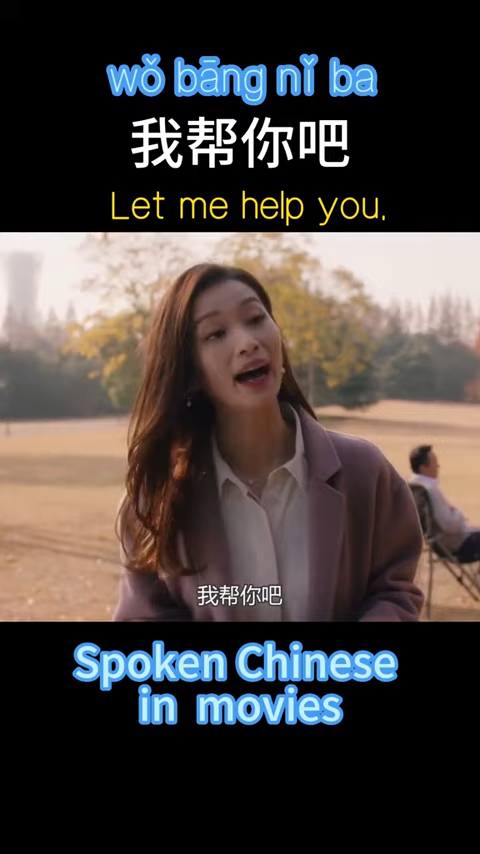 wǒ bāng nǐ ba
我帮你吧
Let me help you.
我帮你吧
Spoken Chinese
in movies